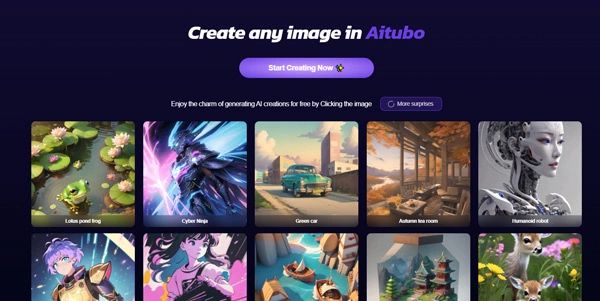 Create any image in Aitubo
Start Creating Now
Enjoy the charm of generating AI creations for free by Clicking the image
More surprises
Lotus pond frog
Cyber Ninja
Green car
Autumn tea room
Humanoid robot